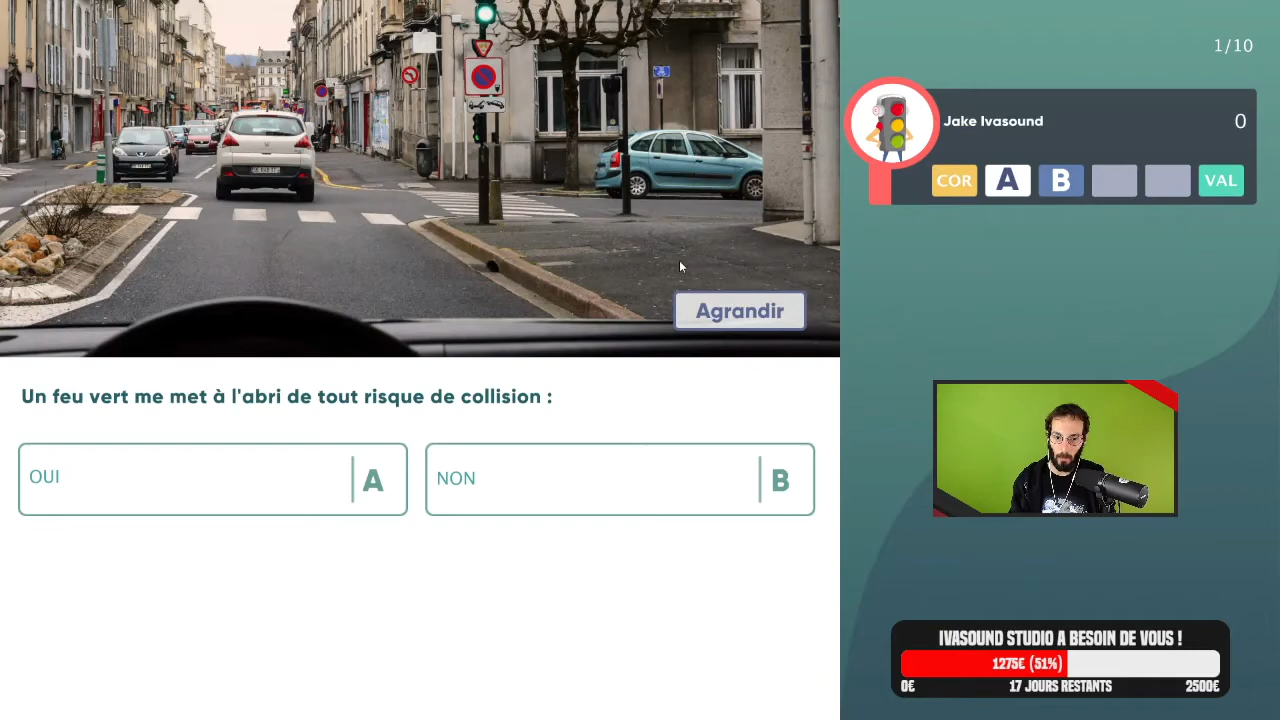 1/10
Jake Ivasound
0
COR
A
B
VAL
Agrandir
Un feu vert me met à l'abri de tout risque de collision :
OUI
A
NON
B
IVASOUND STUDIO A BESOIN DE VOUS !
1275€ (51%)
0€
17 JOURS RESTANTS
2500€